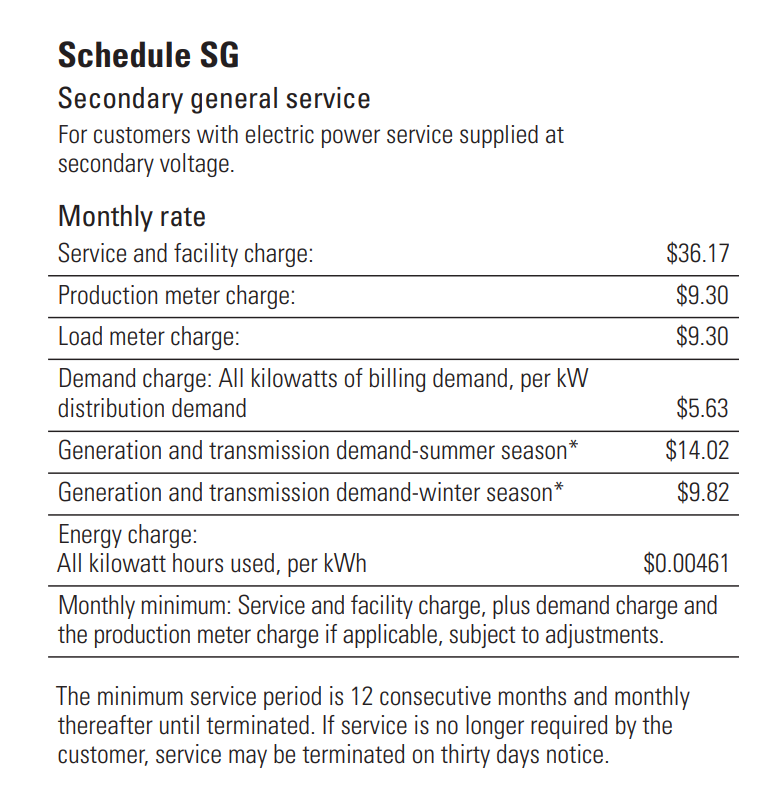 Schedule SG
Secondary general service
For customers with electric power service supplied at
secondary voltage.
Monthly rate
Service and facility charge: $36.17
Production meter charge: $9.30
Load meter charge: $9.30
Demand charge: All kilowatts of billing demand, per kW
distribution demand $5.63
Generation and transmission demand-summer season* $14.02
Generation and transmission demand-winter season* $9.82
Energy charge:
All kilowatt hours used, per kWh $0.00461
Monthly minimum: Service and facility charge, plus demand charge and
the production meter charge if applicable, subject to adjustments.
The minimum service period is 12 consecutive months and monthly
thereafter until terminated. If service is no longer required by the
customer, service may be terminated on thirty days notice.